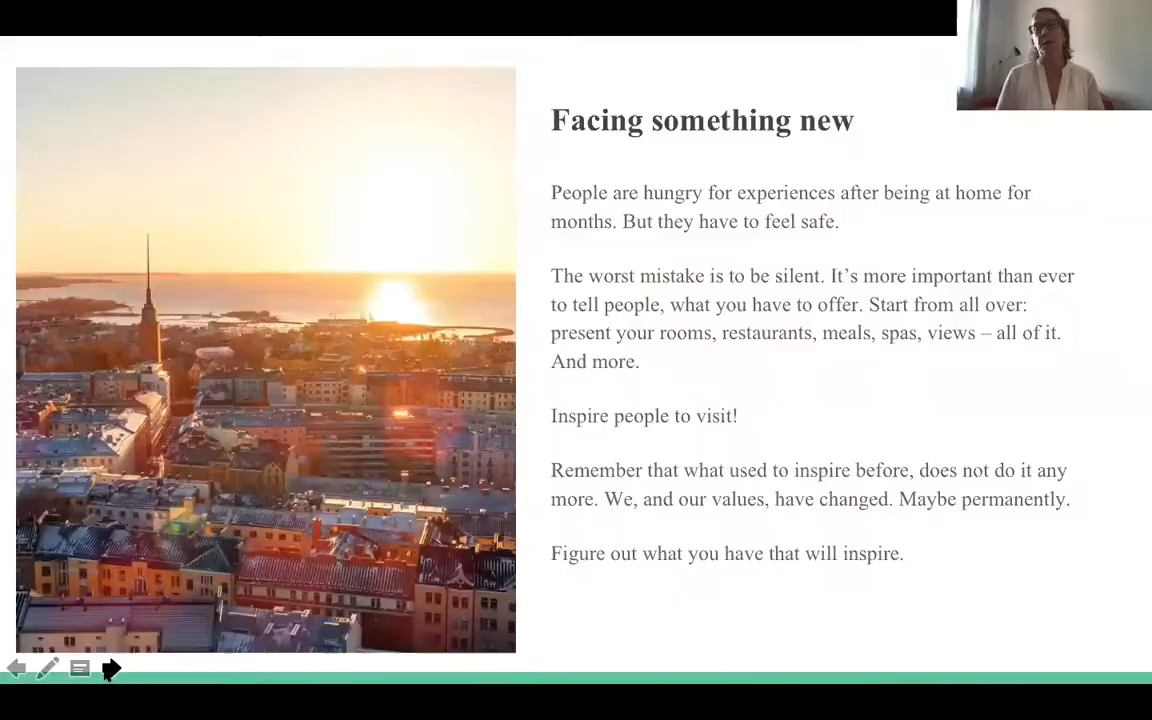 Facing something new
People are hungry for experiences after being at home for
months. But they have to feel safe.
The worst mistake is to be silent. It’s more important than ever
to tell people, what you have to offer. Start from all over:
present your rooms, restaurants, meals, spas, views – all of it.
And more.
Inspire people to visit!
Remember that what used to inspire before, does not do it any
more. We, and our values, have changed. Maybe permanently.
Figure out what you have that will inspire.